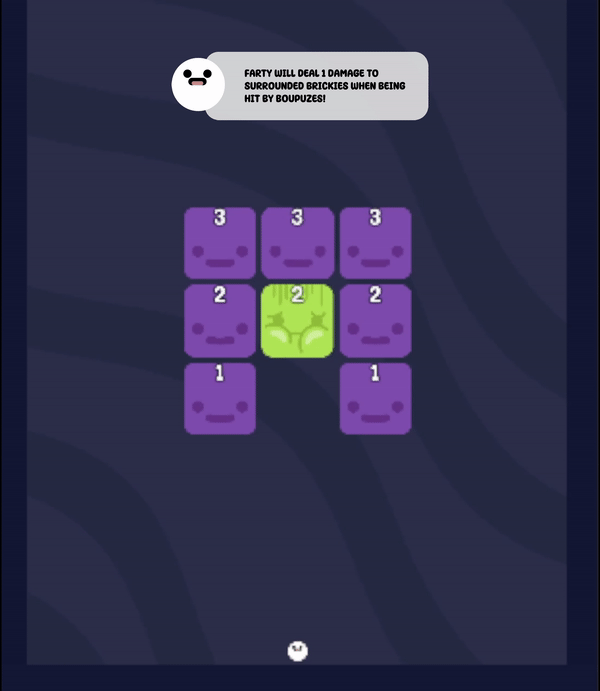 FARTY WILL DEAL 1 DAMAGE TO
SURROUNDED BRICKIES WHEN BEING
HIT BY BOUPUZES!
3 3 3
2 2 2
1 1